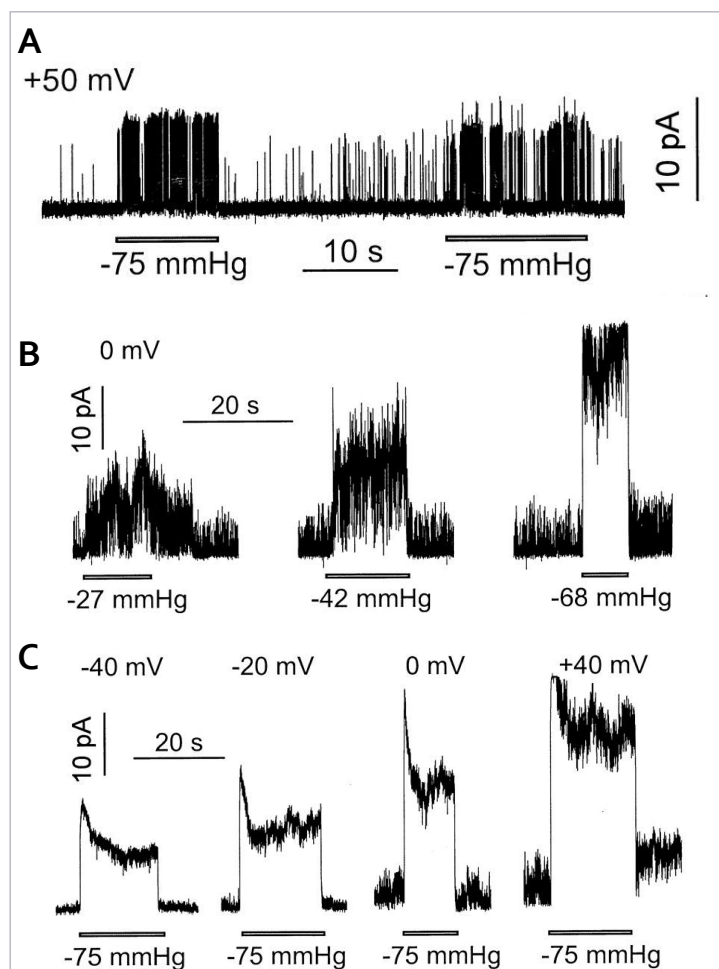 A
+50 mV
10 pA
-75 mmHg
10 s
-75 mmHg
B
0 mV
10 pA
20 s
-27 mmHg
-42 mmHg
-68 mmHg
C
-40 mV
-20 mV
0 mV
+40 mV
10 pA
20 s
-75 mmHg
-75 mmHg
-75 mmHg
-75 mmHg